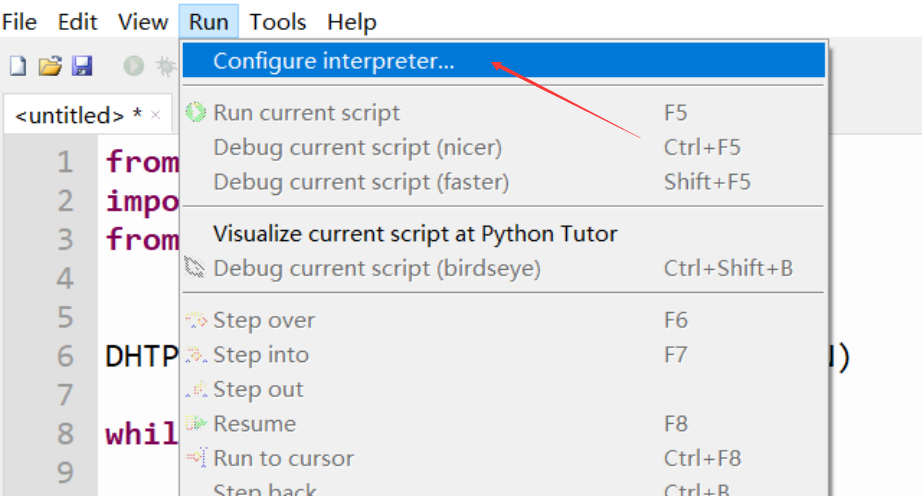 File Edit View Run Tools Help
Configure interpreter...
<untitled> * ×
Run current script F5
Debug current script (nicer) Ctrl+F5
Debug current script (faster) Shift+F5
Visualize current script at Python Tutor
Debug current script (birdseye) Ctrl+Shift+B
Step over F6
Step into F7
Step out
Resume F8
Run to cursor Ctrl+F8
Step back Ctrl+B
1 from
2 impo
3 from
4
5
6 DHTP )
7
8 whil
9